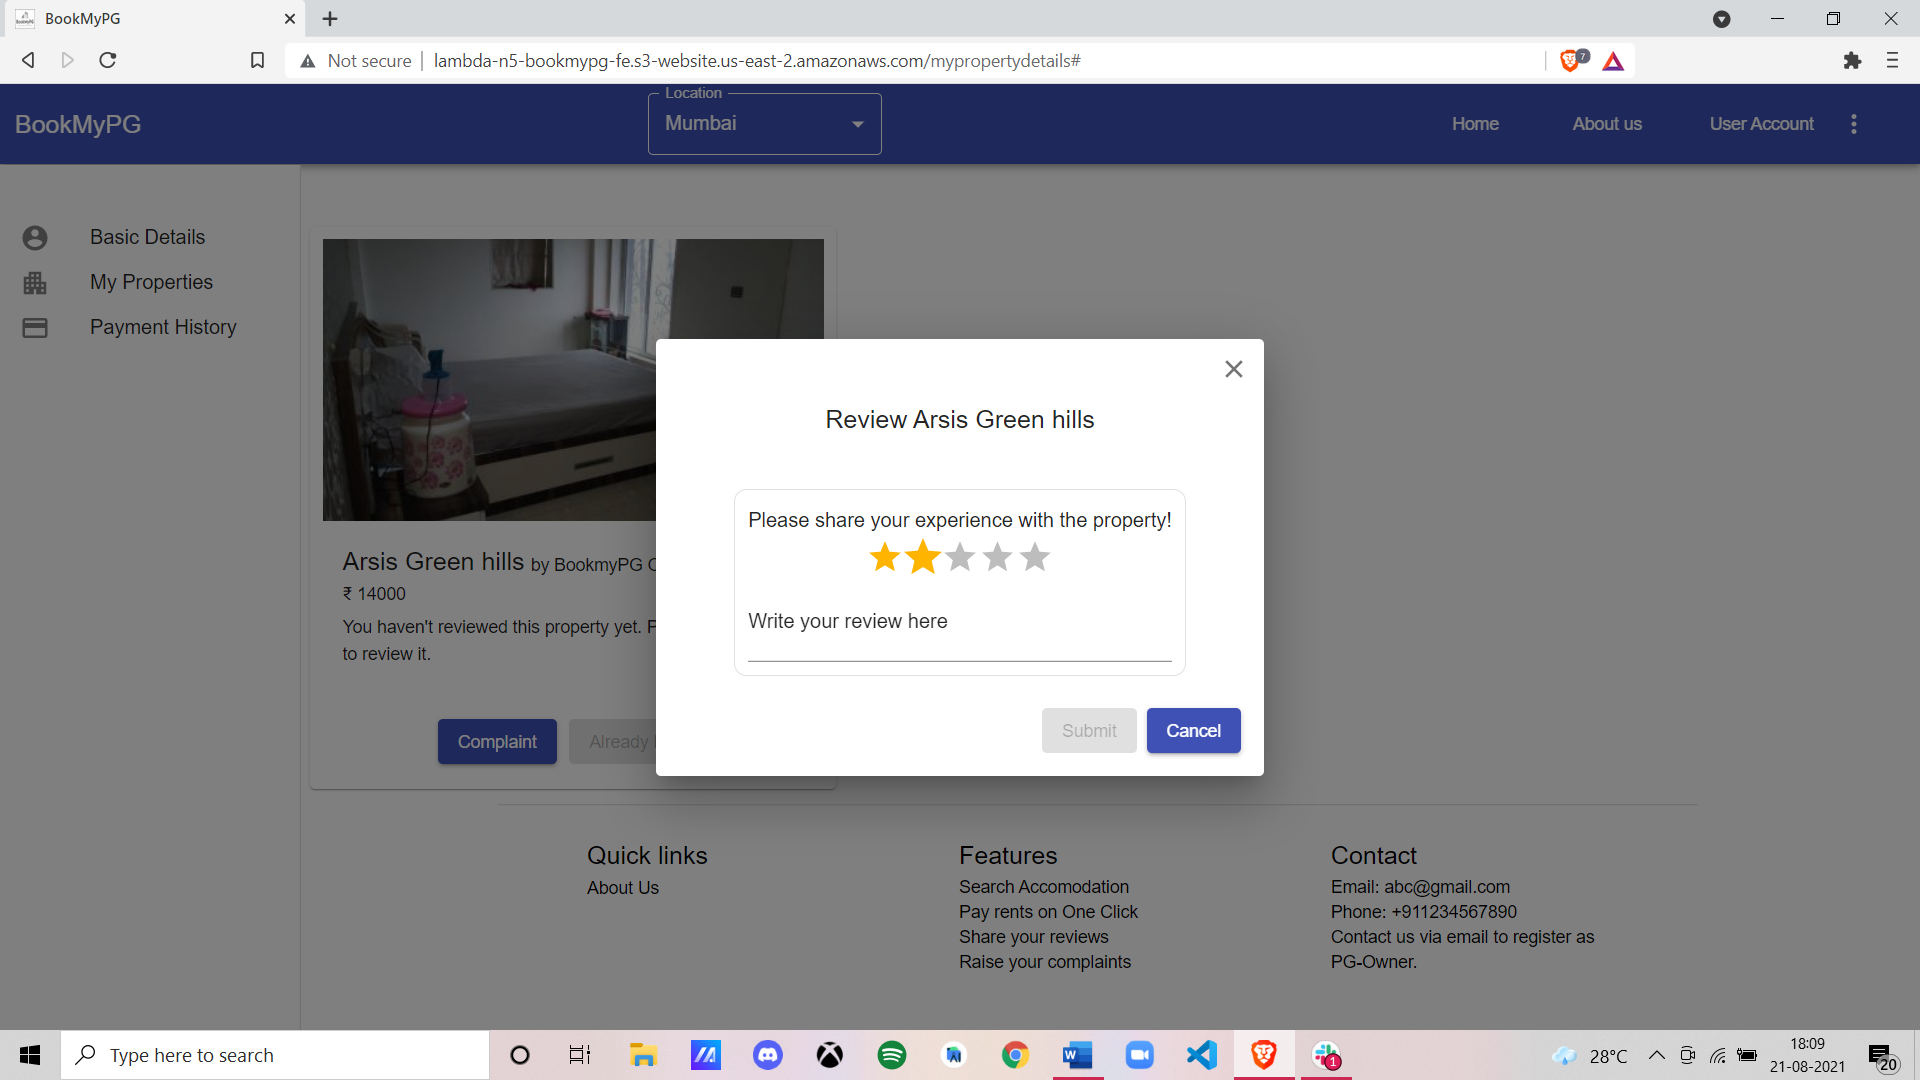 BookMyPG
Not secure
lambda-n5-bookmypg-fe.s3-website.us-east-2.amazonaws.com/mypropertydetails#
7
BookMyPG
Location
Mumbai
Home
About us
User Account
Basic Details
My Properties
Payment History
Arsis Green hills by BookmyPG
₹ 14000
You haven't reviewed this property yet.
to review it.
Complaint
Already
Review Arsis Green hills
Please share your experience with the property!
Write your review here
Submit
Cancel
Quick links
About Us
Features
Search Accomodation
Pay rents on One Click
Share your reviews
Raise your complaints
Contact
Email: abc@gmail.com
Phone: +911234567890
Contact us via email to register as
PG-Owner.
Type here to search
W
1
28°C
18:09
21-08-2021
20